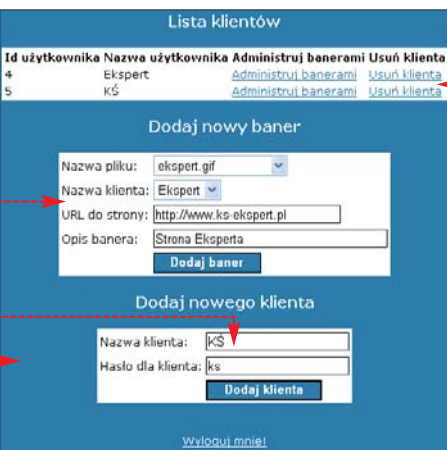 Lista klientów
Id użytkownika Nazwa użytkownika Administruj banerami Usuń klienta
4 Ekspert Administruj banerami Usuń klienta
5 KŚ Administruj banerami Usuń klienta
Dodaj nowy baner
Nazwa pliku: ekspert.gif
Nazwa klienta: Ekspert
URL do strony: http://www.ks-ekspert.pl
Opis banera: Strona Eksperta
Dodaj baner
Dodaj nowego klienta
Nazwa klienta: KŚ
Hasło dla klienta: ks
Dodaj klienta
Wyloguj mnie!